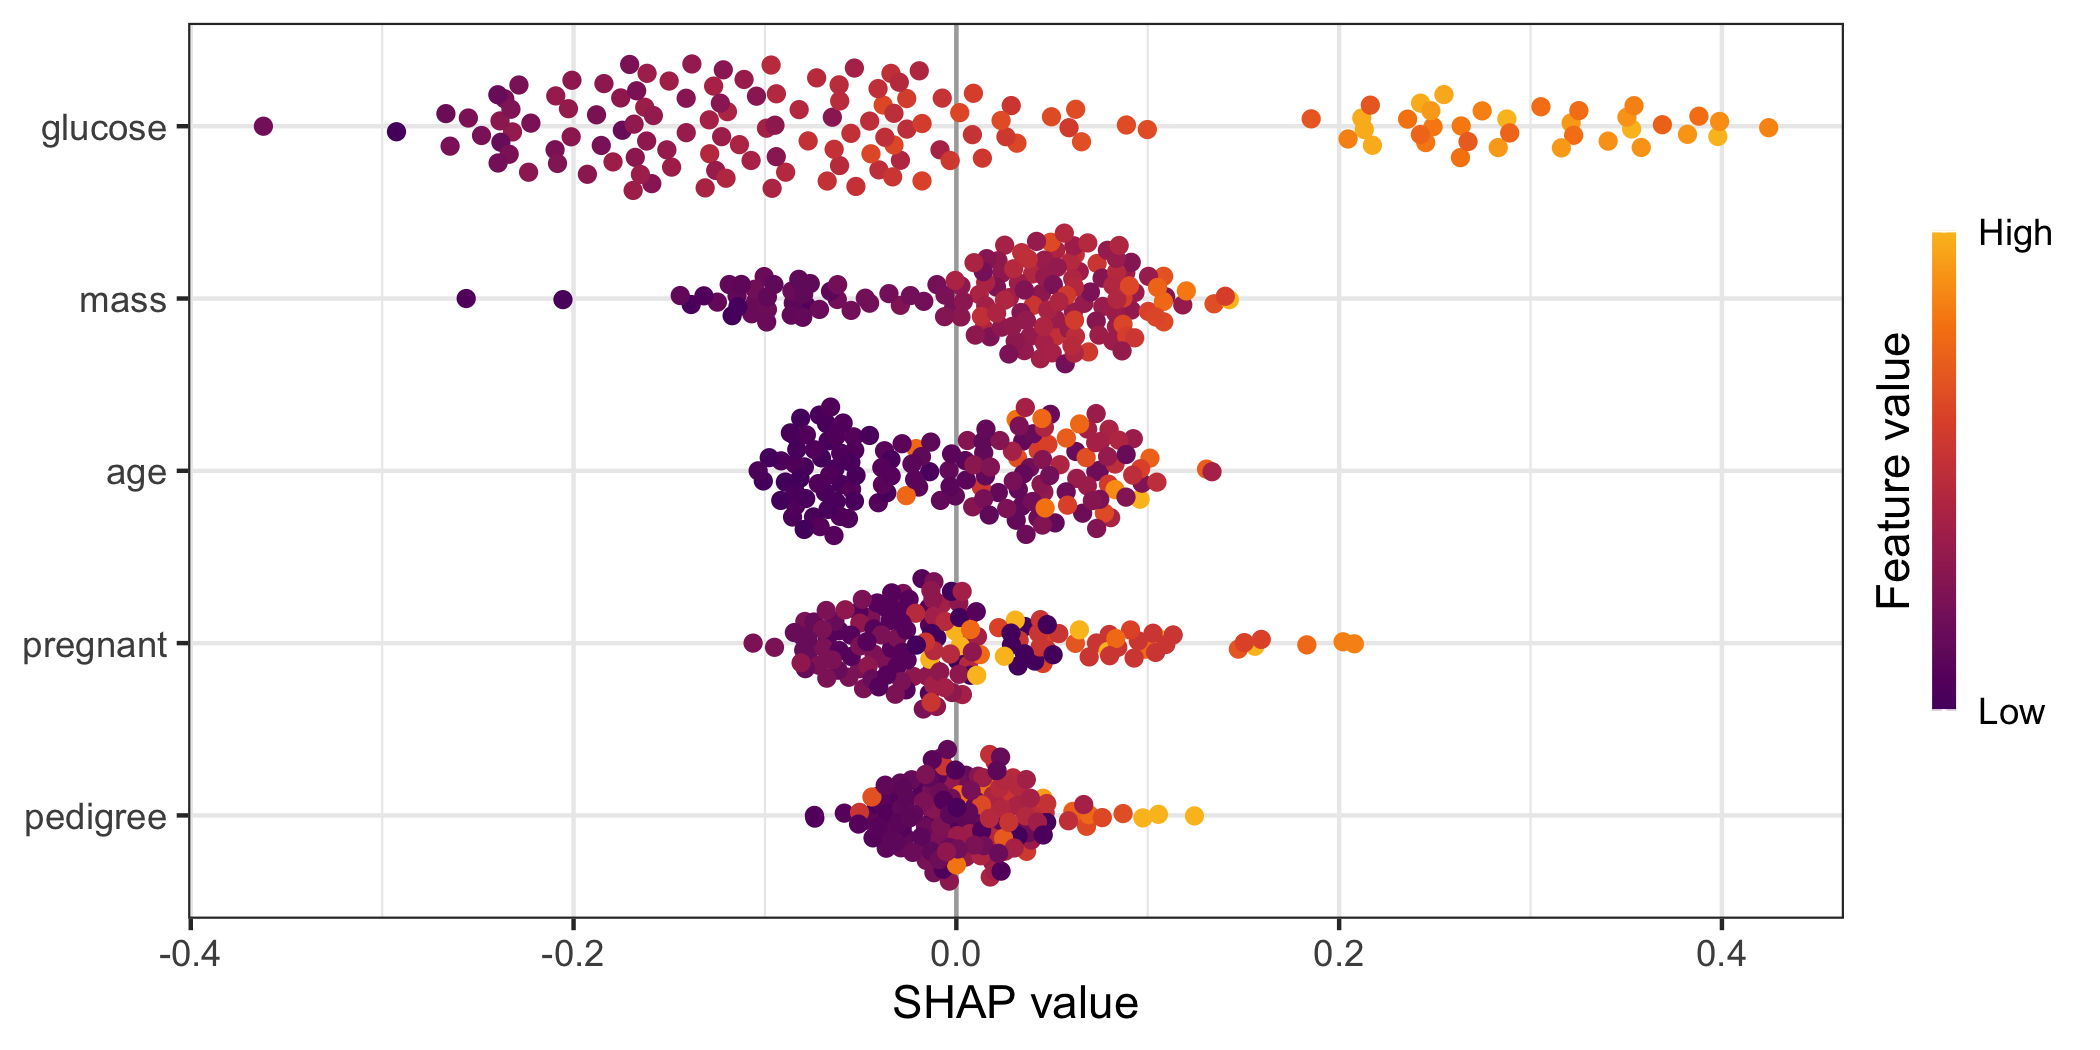 glucose
mass
age
pregnant
pedigree
-0.4
-0.2
0.0
0.2
0.4
SHAP value
High
Feature value
Low